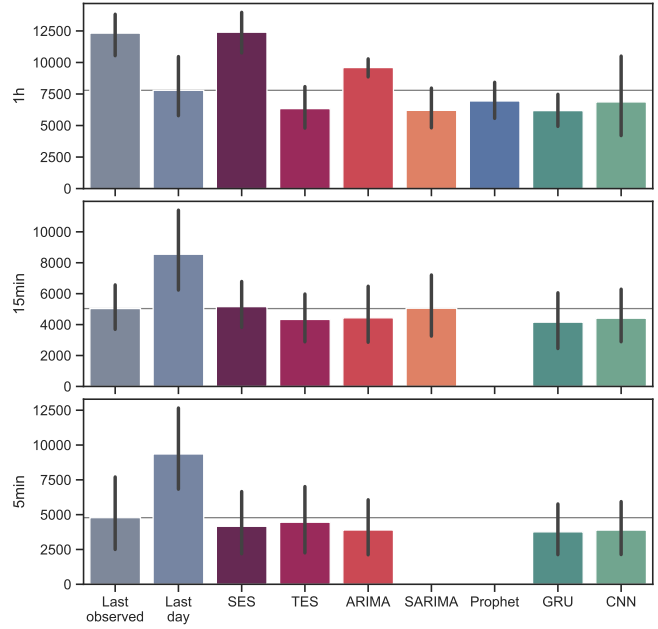 12500
10000
7500
5000
2500
0
1h
10000
8000
6000
4000
2000
0
15min
12500
10000
7500
5000
2500
0
5min
Last
observed
Last
day
SES
TES
ARIMA
SARIMA
Prophet
GRU
CNN